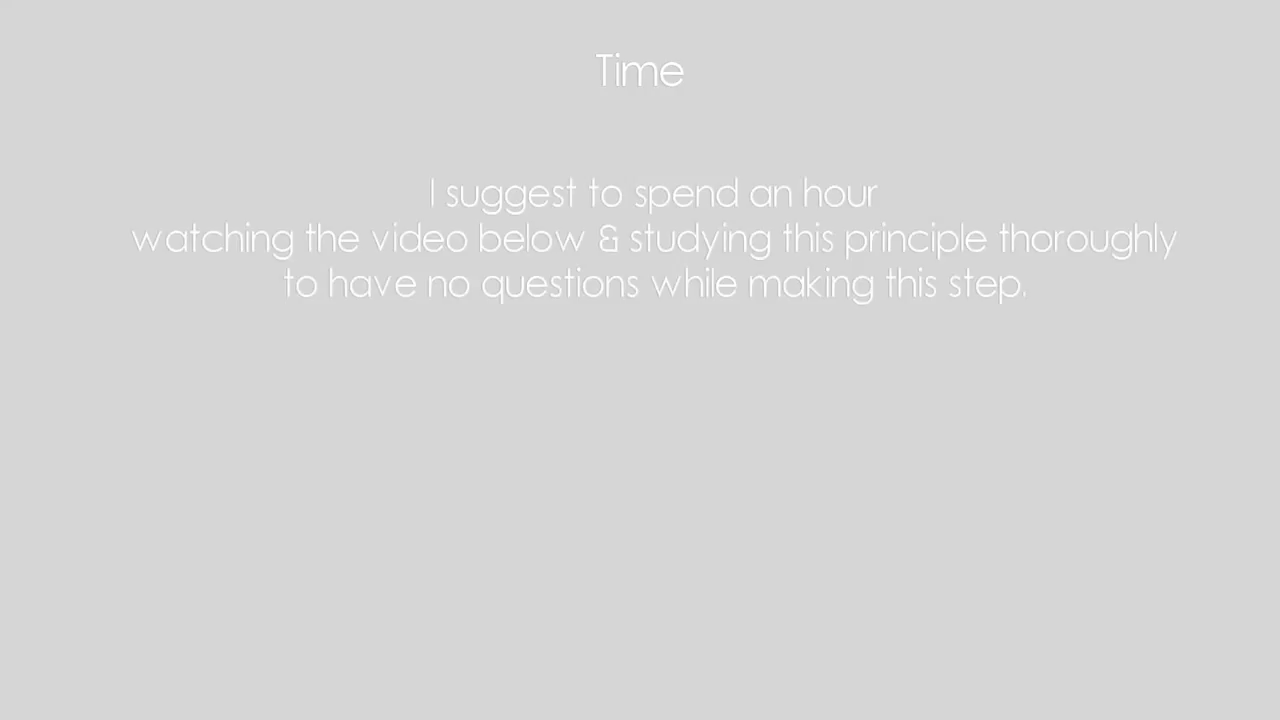 Time
I suggest to spend an hour
watching the video below & studying this principle thoroughly
to have no questions while making this step.